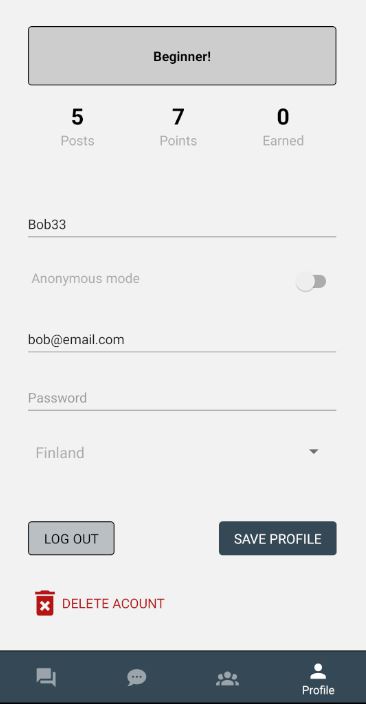 Beginner!
5 7 0
Posts Points Earned
Bob33
Anonymous mode
bob@email.com
Password
Finland
LOG OUT SAVE PROFILE
DELETE ACOUNT
Profile